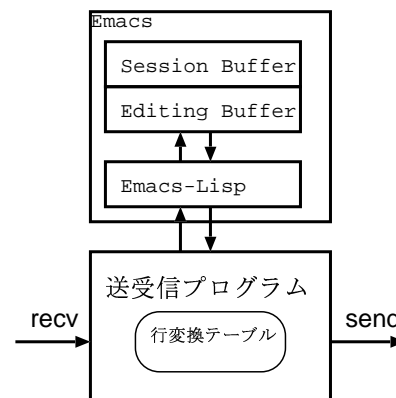 Emacs
Session Buffer
Editing Buffer
Emacs-Lisp
送受信プログラム
recv
行変換テーブル
send